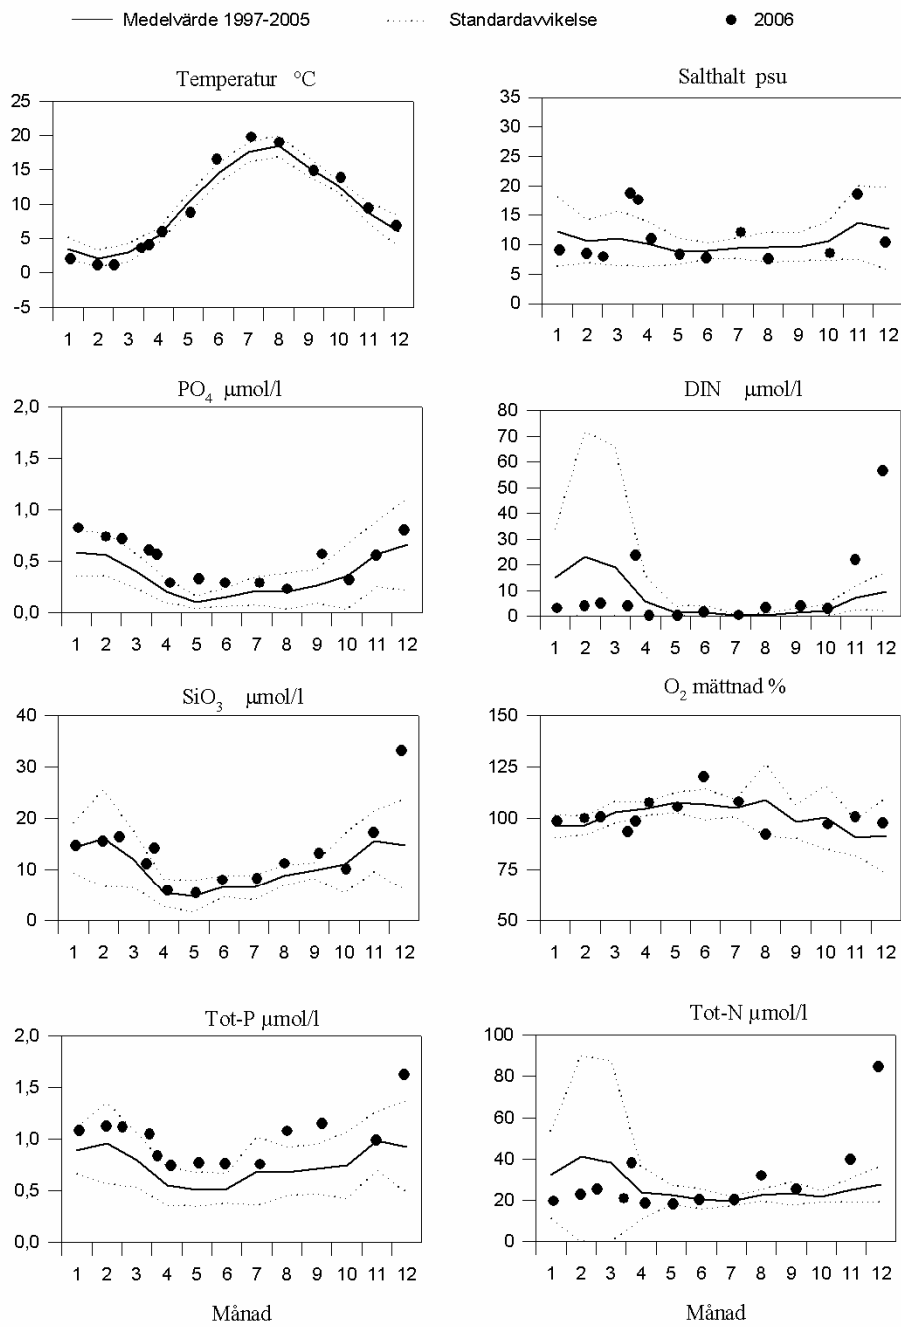 Medelvärde 1997-2005 Standardavvikelse 2006
Temperatur °C
25
20
15
10
5
0
-5
1 2 3 4 5 6 7 8 9 10 11 12
Salthalt psu
35
30
25
20
15
10
5
0
1 2 3 4 5 6 7 8 9 10 11 12
PO4 µmol/l
2,0
1,5
1,0
0,5
0,0
1 2 3 4 5 6 7 8 9 10 11 12
DIN µmol/l
80
70
60
50
40
30
20
10
0
1 2 3 4 5 6 7 8 9 10 11 12
SiO3 µmol/l
40
30
20
10
0
1 2 3 4 5 6 7 8 9 10 11 12
O2 mättnad %
150
125
100
75
50
1 2 3 4 5 6 7 8 9 10 11 12
Tot-P µmol/l
2,0
1,5
1,0
0,5
0,0
1 2 3 4 5 6 7 8 9 10 11 12
Månad
Tot-N µmol/l
100
80
60
40
20
0
1 2 3 4 5 6 7 8 9 10 11 12
Månad